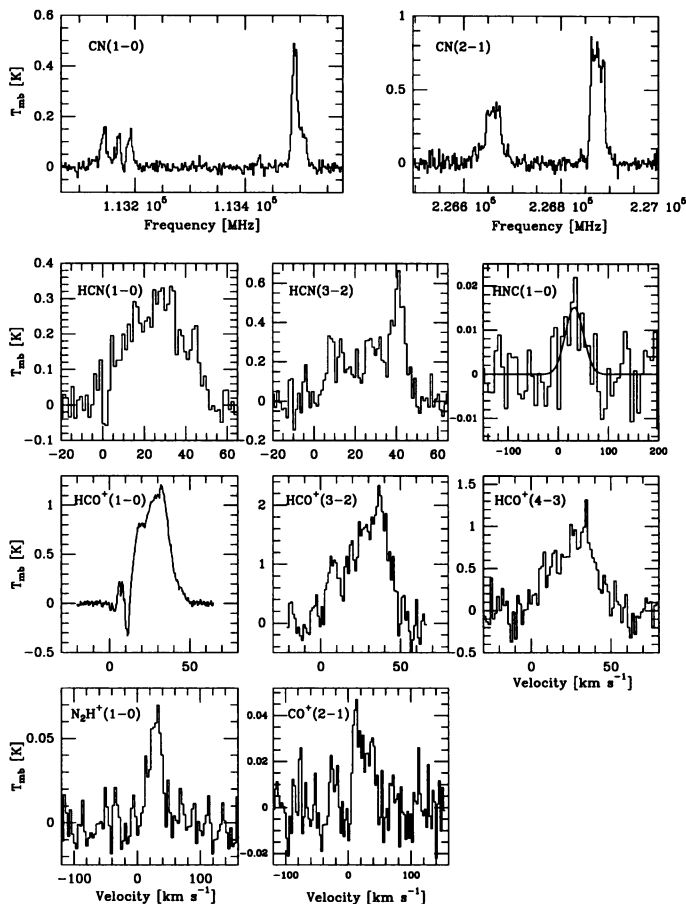 CN(1-0)
CN(2-1)
T_mb [K]
0.6
0.4
0.2
0
1
0.5
0
1.132 10^5
1.134 10^5
2.266 10^5
2.268 10^5
2.27 10^5
Frequency [MHz]
Frequency [MHz]
HCN(1-0)
HCN(3-2)
HNC(1-0)
T_mb [K]
0.4
0.3
0.2
0.1
0
-0.1
0.6
0.4
0.2
0
0.2
0.02
0.01
0
-0.01
-20 0 20 40 60
-20 0 20 40 60
-100 0 100 200
HCO^+(1-0)
HCO^+(3-2)
HCO^+(4-3)
T_mb [K]
1
0.5
0
-0.5
2
1
0
1.5
1
0.5
0
-0.5
0 50
0 50
0 50
Velocity [km s^-1]
N_2H^+(1-0)
CO^+(2-1)
T_mb [K]
0.05
0
0.04
0.02
0
-0.02
-100 0 100
-100 0 100
Velocity [km s^-1]
Velocity [km s^-1]